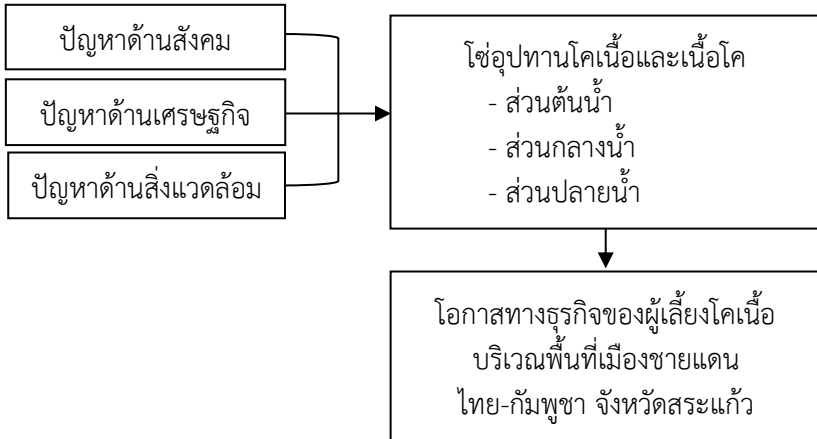 ปัญหาด้านสังคม
ปัญหาด้านเศรษฐกิจ
ปัญหาด้านสิ่งแวดล้อม
โซ่อุปทานโคเนื้อและเนื้อโค
- ส่วนต้นน้ำ
- ส่วนกลางน้ำ
- ส่วนปลายน้ำ
โอกาสทางธุรกิจของผู้เลี้ยงโคเนื้อ
บริเวณพื้นที่เมืองชายแดน
ไทย-กัมพูชา จังหวัดสระแก้ว